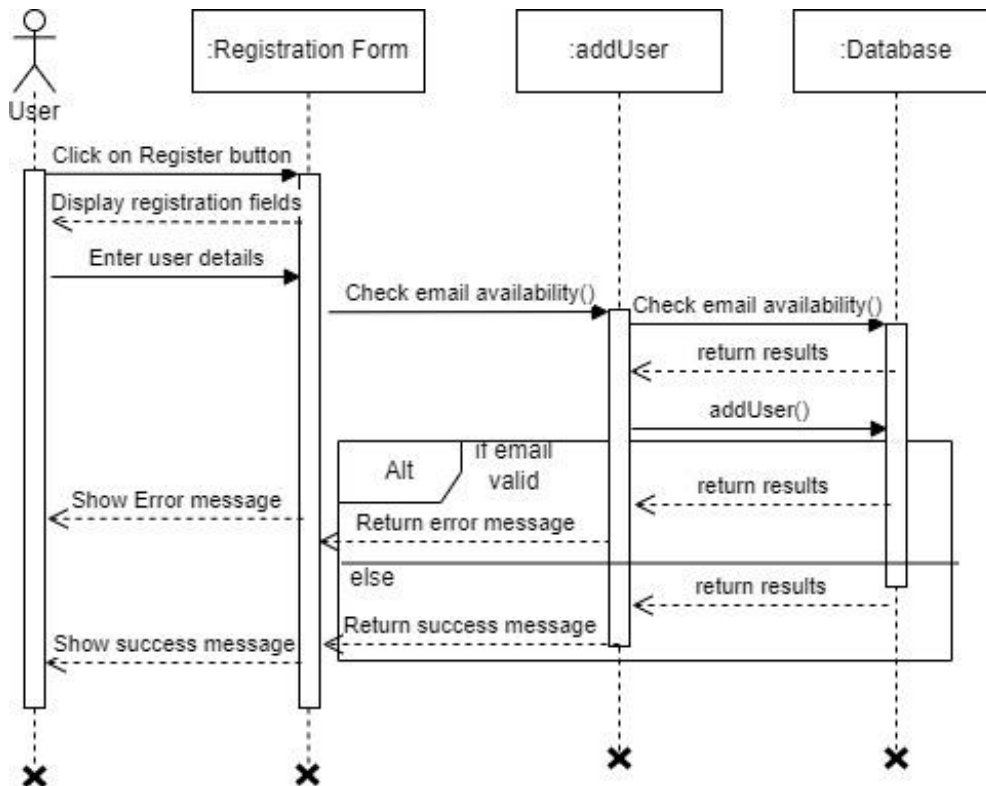 :Registration Form
:addUser
:Database
User
Click on Register button
Display registration fields
Enter user details
Check email availability()
Check email availability()
return results
addUser()
Alt
if email
valid
return results
Show Error message
Return error message
else
return results
Return success message
Show success message